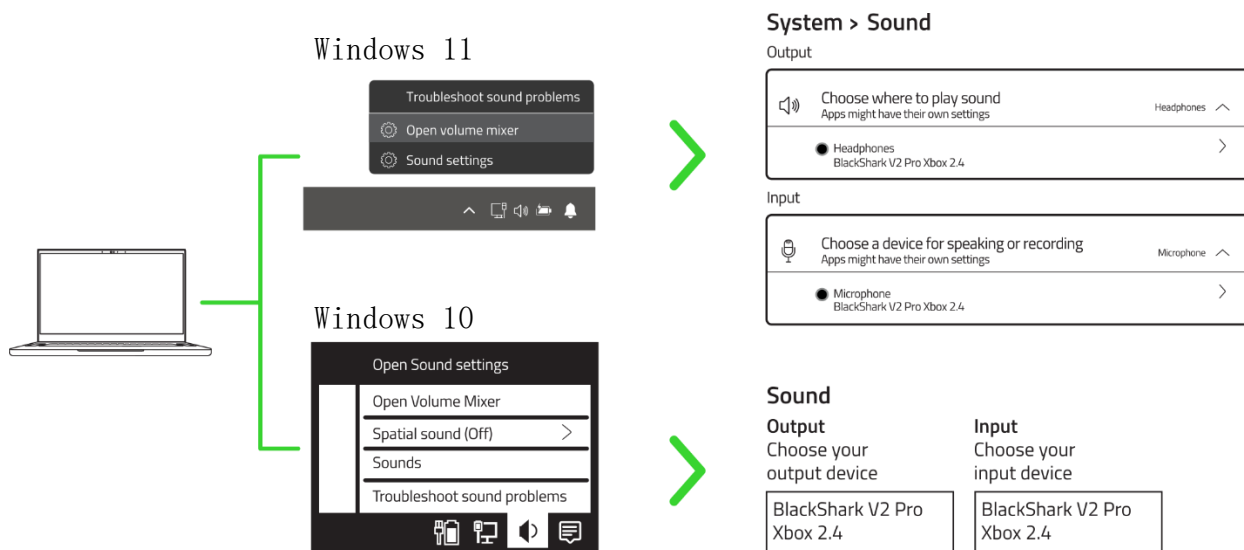 Windows 11
Troubleshoot sound problems
Open volume mixer
Sound settings
System > Sound
Output
Choose where to play sound
Apps might have their own settings
Headphones
Headphones
BlackShark V2 Pro Xbox 2.4
Input
Choose a device for speaking or recording
Apps might have their own settings
Microphone
Microphone
BlackShark V2 Pro Xbox 2.4
Windows 10
Open Sound settings
Open Volume Mixer
Spatial sound (Off)
Sounds
Troubleshoot sound problems
Sound
Output
Choose your
output device
BlackShark V2 Pro
Xbox 2.4
Input
Choose your
input device
BlackShark V2 Pro
Xbox 2.4